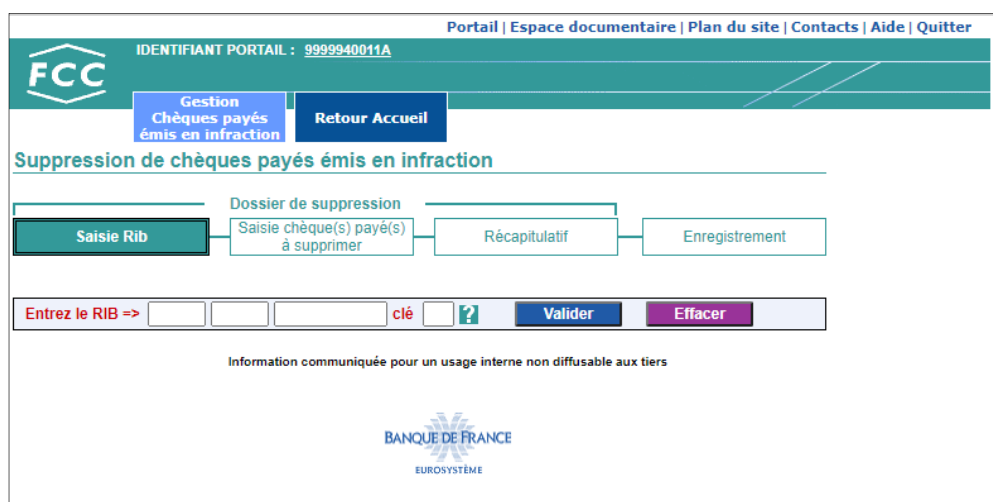 Portail | Espace documentaire | Plan du site | Contacts | Aide | Quitter
IDENTIFIANT PORTAIL : 9999940011A
FCC
Gestion
Chèques payés
émis en infraction
Retour Accueil
Suppression de chèques payés émis en infraction
Dossier de suppression
Saisie Rib
Saisie chèque(s) payé(s)
à supprimer
Récapitulatif
Enregistrement
Entrez le RIB => clé ? Valider Effacer
Information communiquée pour un usage interne non diffusable aux tiers
BANQUE DE FRANCE
EUROSYSTÈME